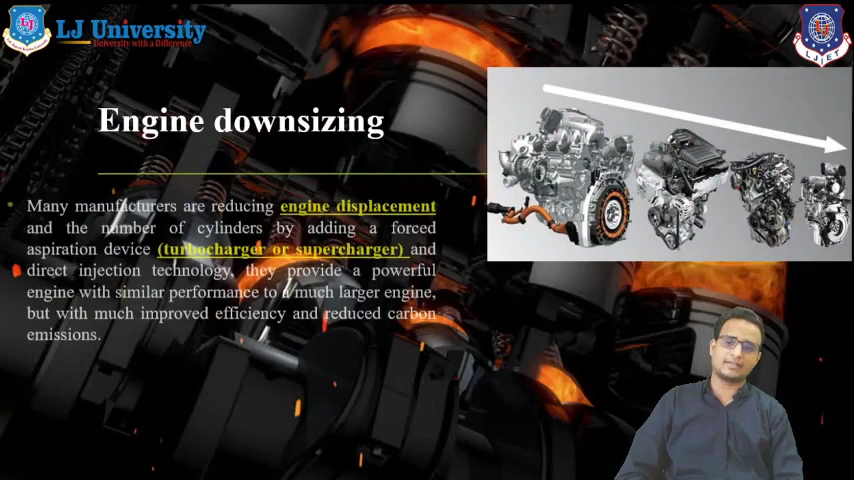 LJ University
University with a Difference
LJ
LJIET
Engine downsizing
Many manufacturers are reducing engine displacement
and the number of cylinders by adding a forced
aspiration device (turbocharger or supercharger) and
direct injection technology, they provide a powerful
engine with similar performance to a much larger engine,
but with much improved efficiency and reduced carbon
emissions.